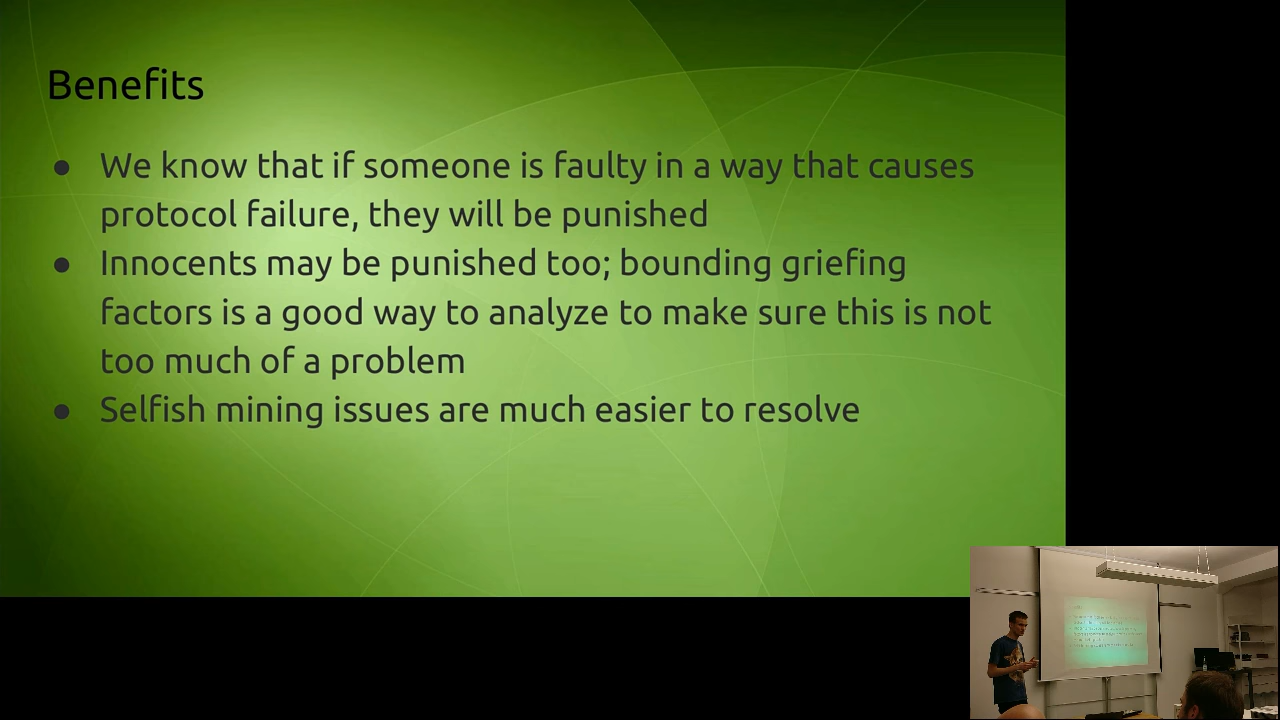 Benefits
● We know that if someone is faulty in a way that causes
protocol failure, they will be punished
● Innocents may be punished too; bounding griefing
factors is a good way to analyze to make sure this is not
too much of a problem
● Selfish mining issues are much easier to resolve